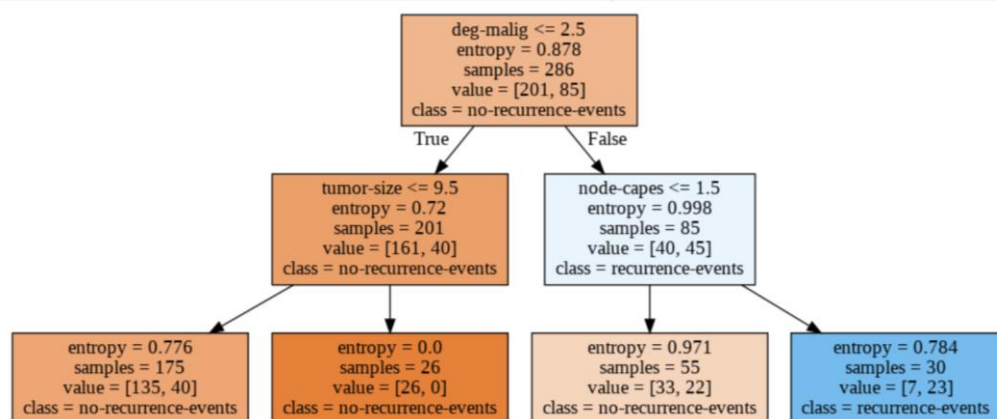 deg-malig <= 2.5
entropy = 0.878
samples = 286
value = [201, 85]
class = no-recurrence-events
True
False
tumor-size <= 9.5
entropy = 0.72
samples = 201
value = [161, 40]
class = no-recurrence-events
node-capes <= 1.5
entropy = 0.998
samples = 85
value = [40, 45]
class = recurrence-events
entropy = 0.776
samples = 175
value = [135, 40]
class = no-recurrence-events
entropy = 0.0
samples = 26
value = [26, 0]
class = no-recurrence-events
entropy = 0.971
samples = 55
value = [33, 22]
class = no-recurrence-events
entropy = 0.784
samples = 30
value = [7, 23]
class = recurrence-events